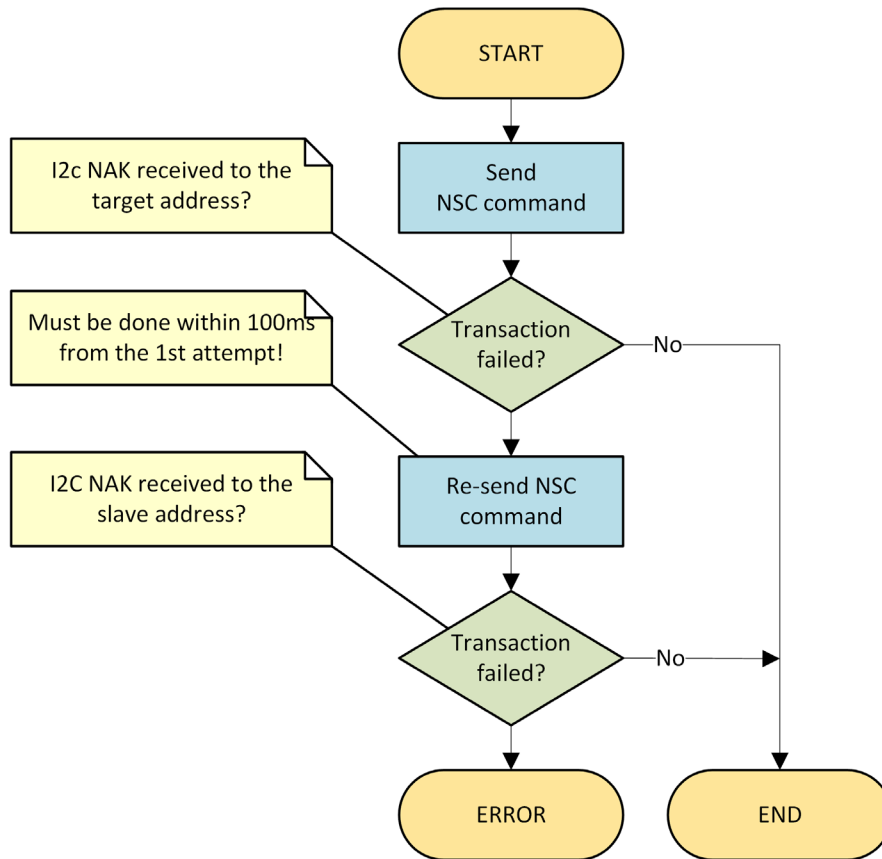 START
I2c NAK received to the
target address?
Send
NSC command
Must be done within 100ms
from the 1st attempt!
Transaction
failed?
No
I2C NAK received to the
slave address?
Re-send NSC
command
Transaction
failed?
No
ERROR
END